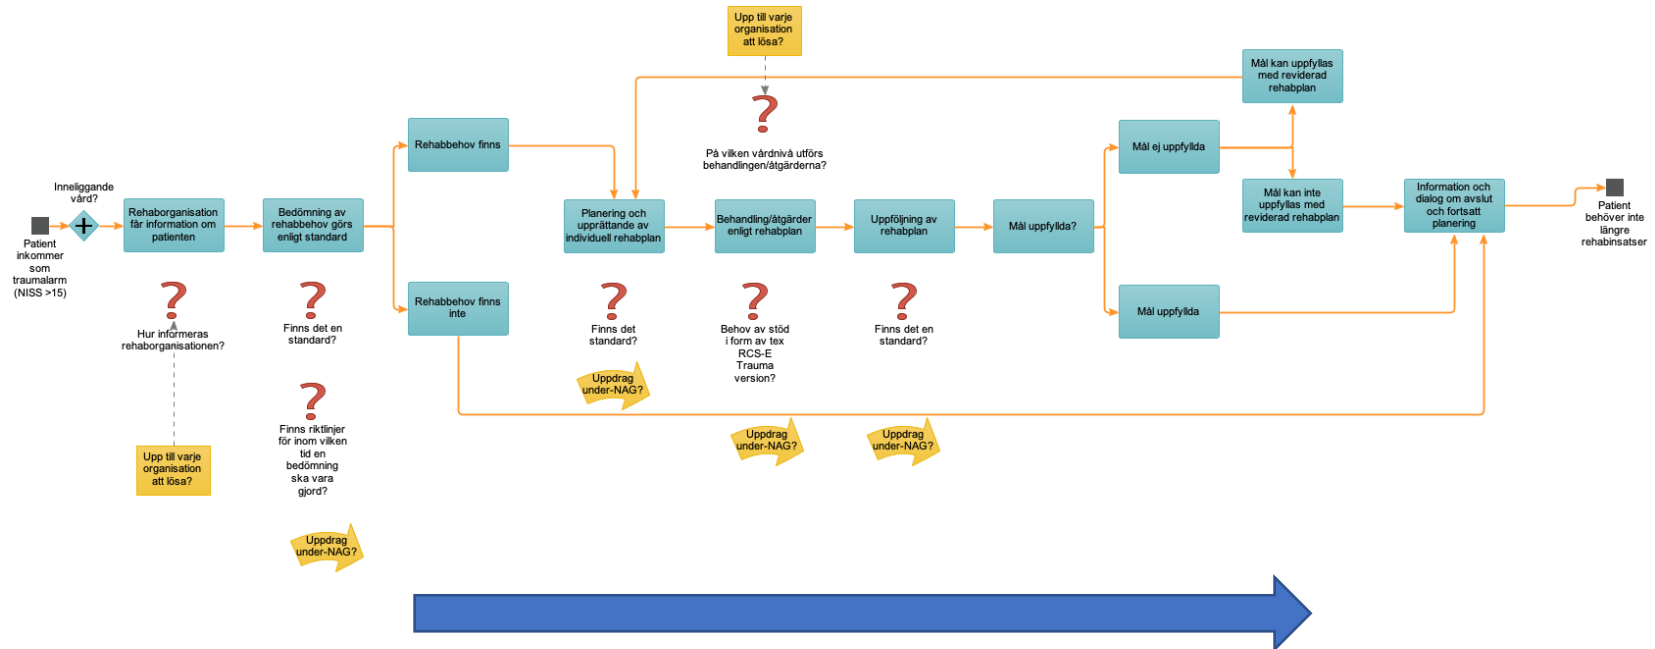 Upp till varje
organisation
att lösa?
Mål kan uppfyllas
med reviderad
rehabplan
På vilken vårdnivå utförs
behandlingen/åtgärderna?
Rehabbehov finns
Mål ej uppfyllda
Inneliggande
vård?
Patient
inkommer
som
traumalarm
(NISS >15)
Rehaborganisation
får information om
patienten
Bedömning av
rehabbehov görs
enligt standard
Planering och
upprättande av
individuell rehabplan
Behandling/åtgärder
enligt rehabplan
Uppföljning av
rehabplan
Mål uppfyllda?
Mål kan inte
uppfyllas med
reviderad rehabplan
Information och
dialog om avslut
och fortsatt
planering
Patient
behöver inte
längre
rehabinsatser
Rehabbehov finns
inte
Mål uppfyllda
Hur informeras
rehaborganisationen?
Finns det en
standard?
Finns det
standard?
Behov av stöd
i form av tex
RCS-E
Trauma
version?
Finns det en
standard?
Uppdrag
under-NAG?
Finns riktlinjer
för inom vilken
tid en
bedömning
ska vara
gjord?
Uppdrag
under-NAG?
Uppdrag
under-NAG?
Upp till varje
organisation
att lösa?
Uppdrag
under-NAG?